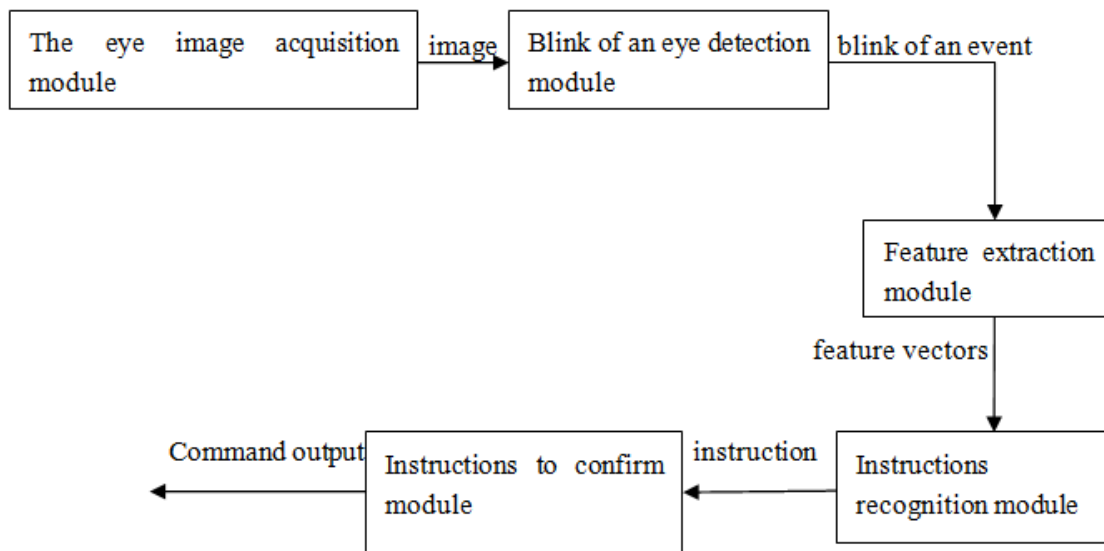 The eye image acquisition
module
image
Blink of an eye detection
module
blink of an event
Feature extraction
module
feature vectors
Instructions
recognition module
instruction
Instructions to confirm
module
Command output